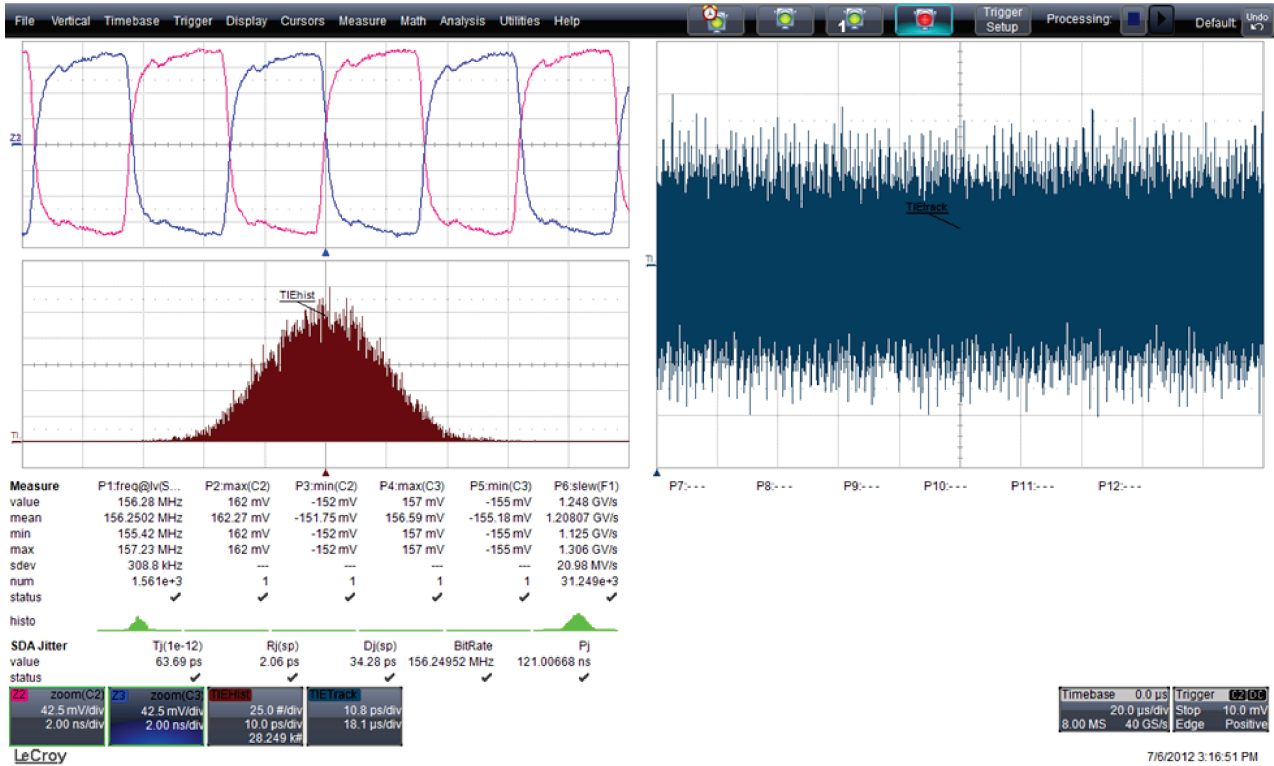 File Vertical Timebase Trigger Display Cursors Measure Math Analysis Utilities Help
1
Trigger Setup
Processing:
Default
Undo
Z3
TIEhist
TI
TIEtrack
TI
Measure P1:freq@lv(S... P2:max(C2) P3:min(C2) P4:max(C3) P5:min(C3) P6:slew(F1) P7:- - - P8:- - - P9:- - - P10:- - - P11:- - - P12:- - -
value 156.28 MHz 162 mV -152 mV 157 mV -155 mV 1.248 GV/s
mean 156.2502 MHz 162.27 mV -151.75 mV 156.59 mV -155.18 mV 1.20807 GV/s
min 155.42 MHz 162 mV -152 mV 157 mV -155 mV 1.125 GV/s
max 157.23 MHz 162 mV -152 mV 157 mV -155 mV 1.306 GV/s
sdev 308.8 kHz --- --- --- --- 20.98 MV/s
num 1.561e+3 1 1 1 1 31.249e+3
status
histo
SDA Jitter Tj(1e-12) Rj(sp) Dj(sp) BitRate Pj
value 63.69 ps 2.06 ps 34.28 ps 156.24952 MHz 121.00668 ns
status
Z2 zoom(C2)
42.5 mV/div
2.00 ns/div
Z3 zoom(C3)
42.5 mV/div
2.00 ns/div
TIEHist
25.0 #/div
10.0 ps/div
28.249 k#
TIETrack
10.8 ps/div
18.1 µs/div
Timebase 0.0 µs
20.0 µs/div
8.00 MS 40 GS/s
Trigger C2 DC
Stop 10.0 mV
Edge Positive
LeCroy
7/6/2012 3:16:51 PM